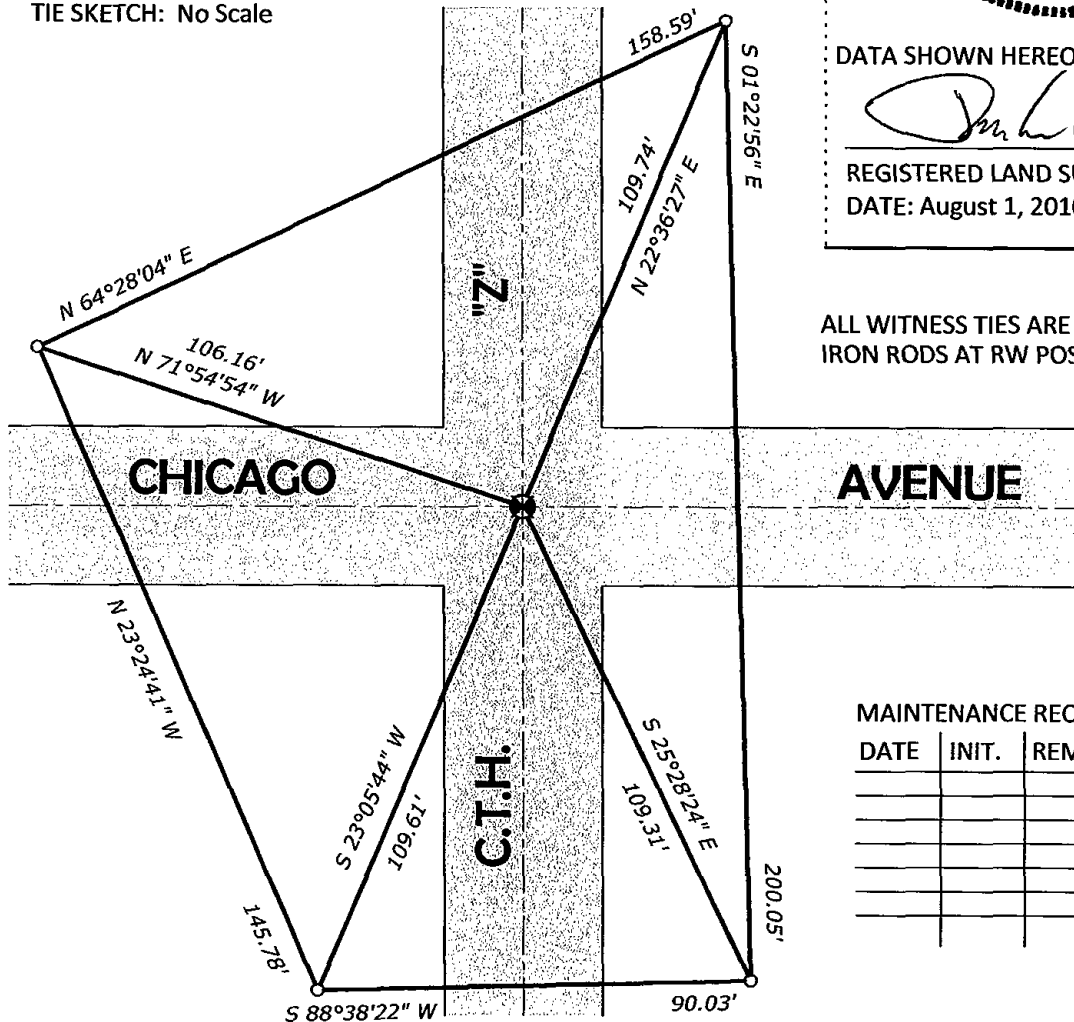 TIE SKETCH: No Scale
158.59'
S 01°22'56" E
DATA SHOWN HEREO
109.74'
N 22°36'27" E
REGISTERED LAND SU
DATE: August 1, 201
N 64°28'04" E
"Z"
ALL WITNESS TIES ARE
IRON RODS AT RW POS
106.16'
N 71°54'54" W
CHICAGO
AVENUE
N 23°24'41" W
S 23°05'44" W
109.61'
C.T.H.
S 25°28'24" E
109.31'
MAINTENANCE REC
DATE INIT. REM
200.05'
145.78'
S 88°38'22" W
90.03'